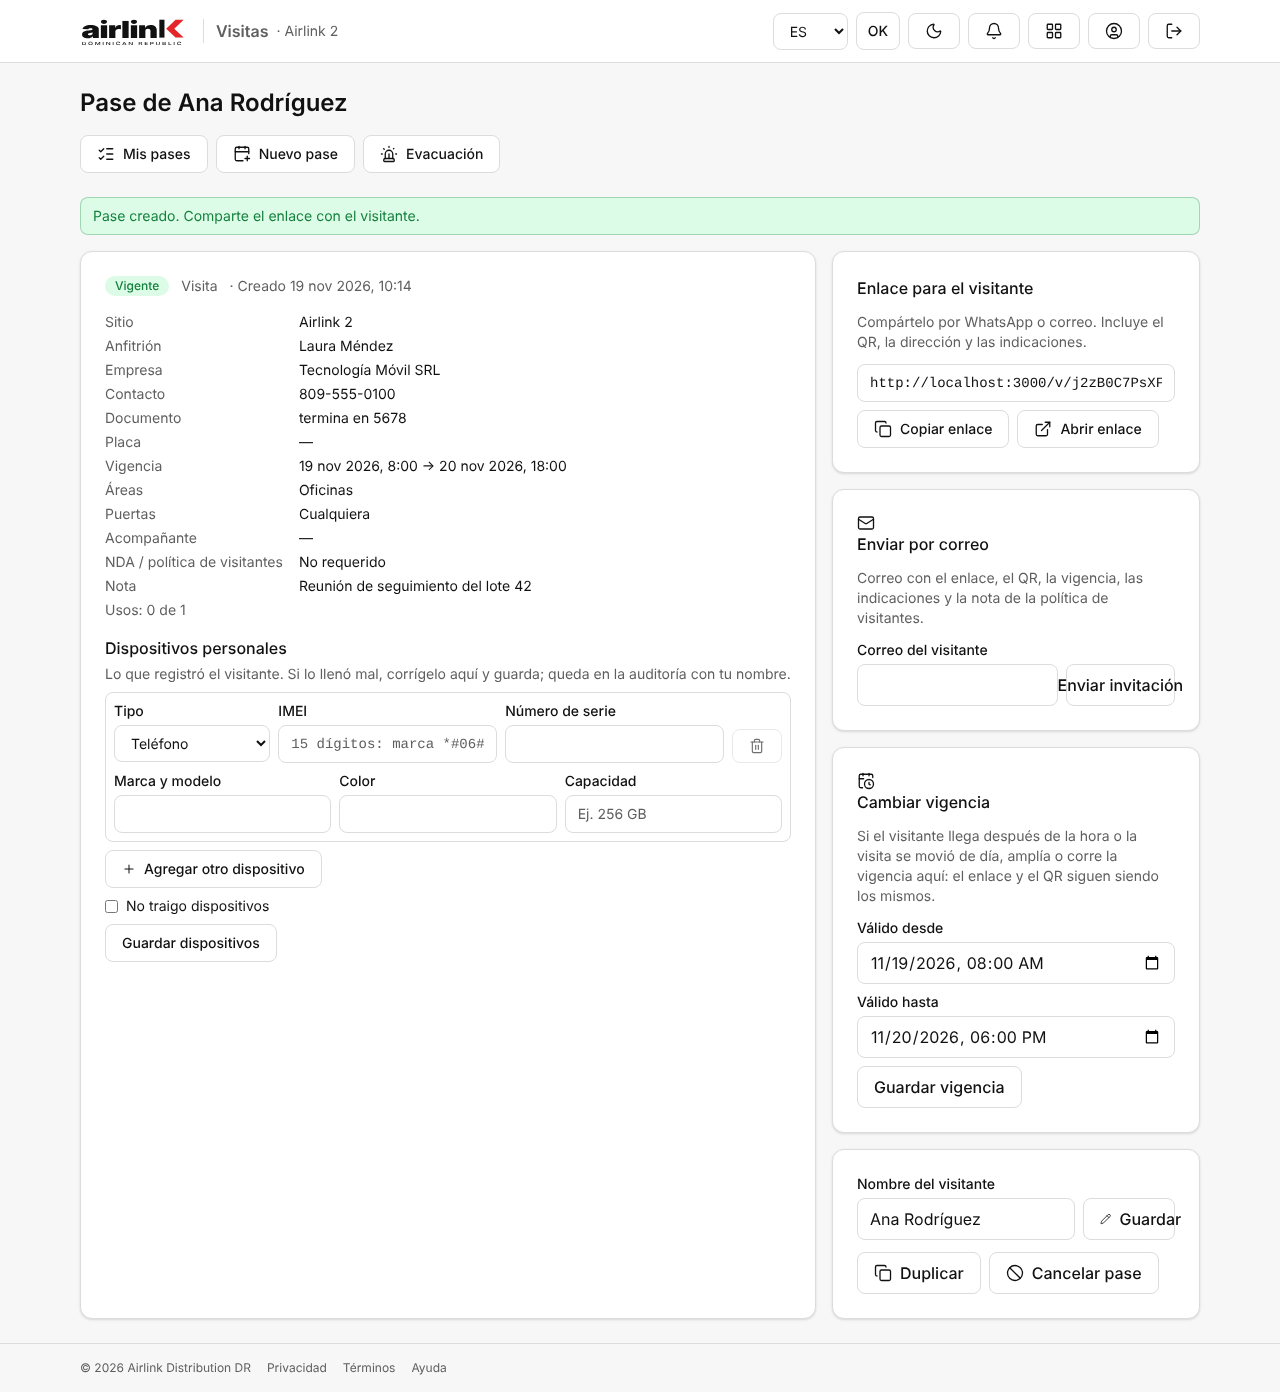 airlink
DOMINICAN REPUBLIC
Visitas · Airlink 2
ES
OK
Pase de Ana Rodríguez
Mis pases
Nuevo pase
Evacuación
Pase creado. Comparte el enlace con el visitante.
Vigente Visita · Creado 19 nov 2026, 10:14
Sitio Airlink 2
Anfitrión Laura Méndez
Empresa Tecnología Móvil SRL
Contacto 809-555-0100
Documento termina en 5678
Placa —
Vigencia 19 nov 2026, 8:00 → 20 nov 2026, 18:00
Áreas Oficinas
Puertas Cualquiera
Acompañante —
NDA / política de visitantes No requerido
Nota Reunión de seguimiento del lote 42
Usos: 0 de 1
Dispositivos personales
Lo que registró el visitante. Si lo llenó mal, corrígelo aquí y guarda; queda en la auditoría con tu nombre.
Tipo IMEI Número de serie
Teléfono 15 dígitos: marca *#06#
Marca y modelo Color Capacidad
Ej. 256 GB
Agregar otro dispositivo
No traigo dispositivos
Guardar dispositivos
Enlace para el visitante
Compártelo por WhatsApp o correo. Incluye el
QR, la dirección y las indicaciones.
http://localhost:3000/v/j2zB0C7PsXF
Copiar enlace
Abrir enlace
Enviar por correo
Correo con el enlace, el QR, la vigencia, las
indicaciones y la nota de la política de
visitantes.
Correo del visitante
Enviar invitación
Cambiar vigencia
Si el visitante llega después de la hora o la
visita se movió de día, amplía o corre la
vigencia aquí: el enlace y el QR siguen siendo
los mismos.
Válido desde
11/19/2026, 08:00 AM
Válido hasta
11/20/2026, 06:00 PM
Guardar vigencia
Nombre del visitante
Ana Rodríguez
Guardar
Duplicar
Cancelar pase
© 2026 Airlink Distribution DR Privacidad Términos Ayuda